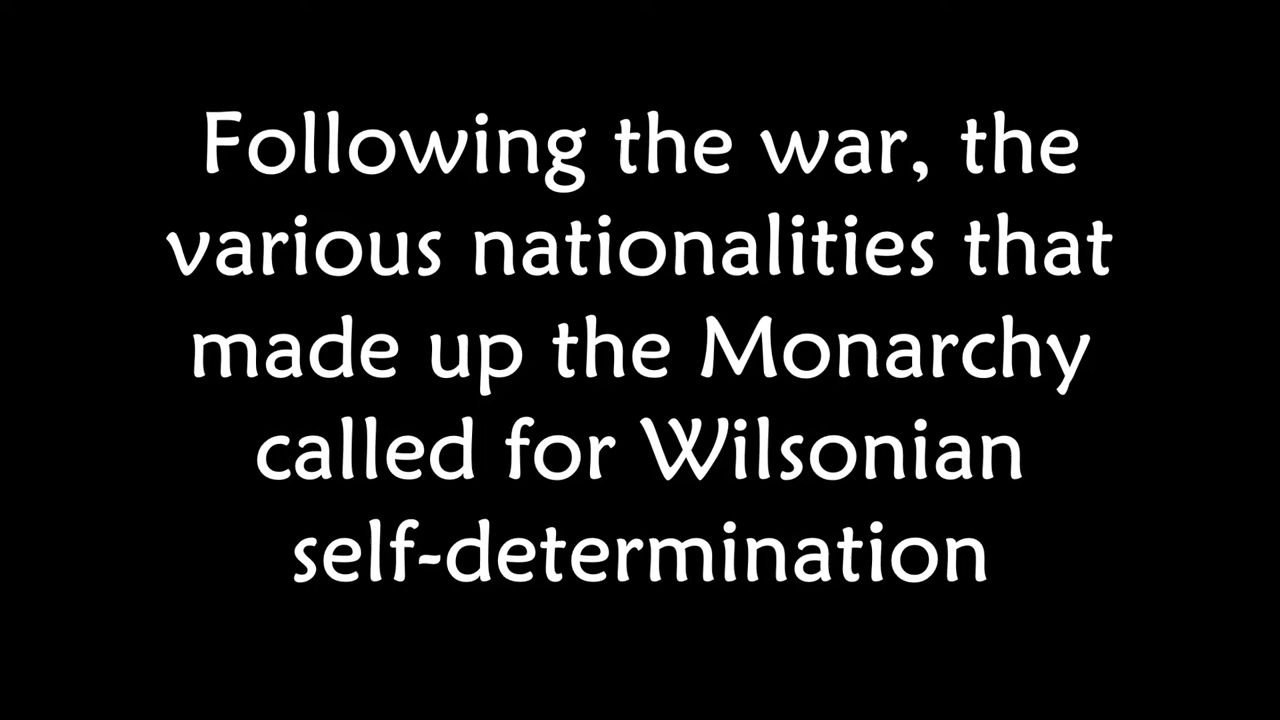 Following the war, the
various nationalities that
made up the Monarchy
called for Wilsonian
self-determination